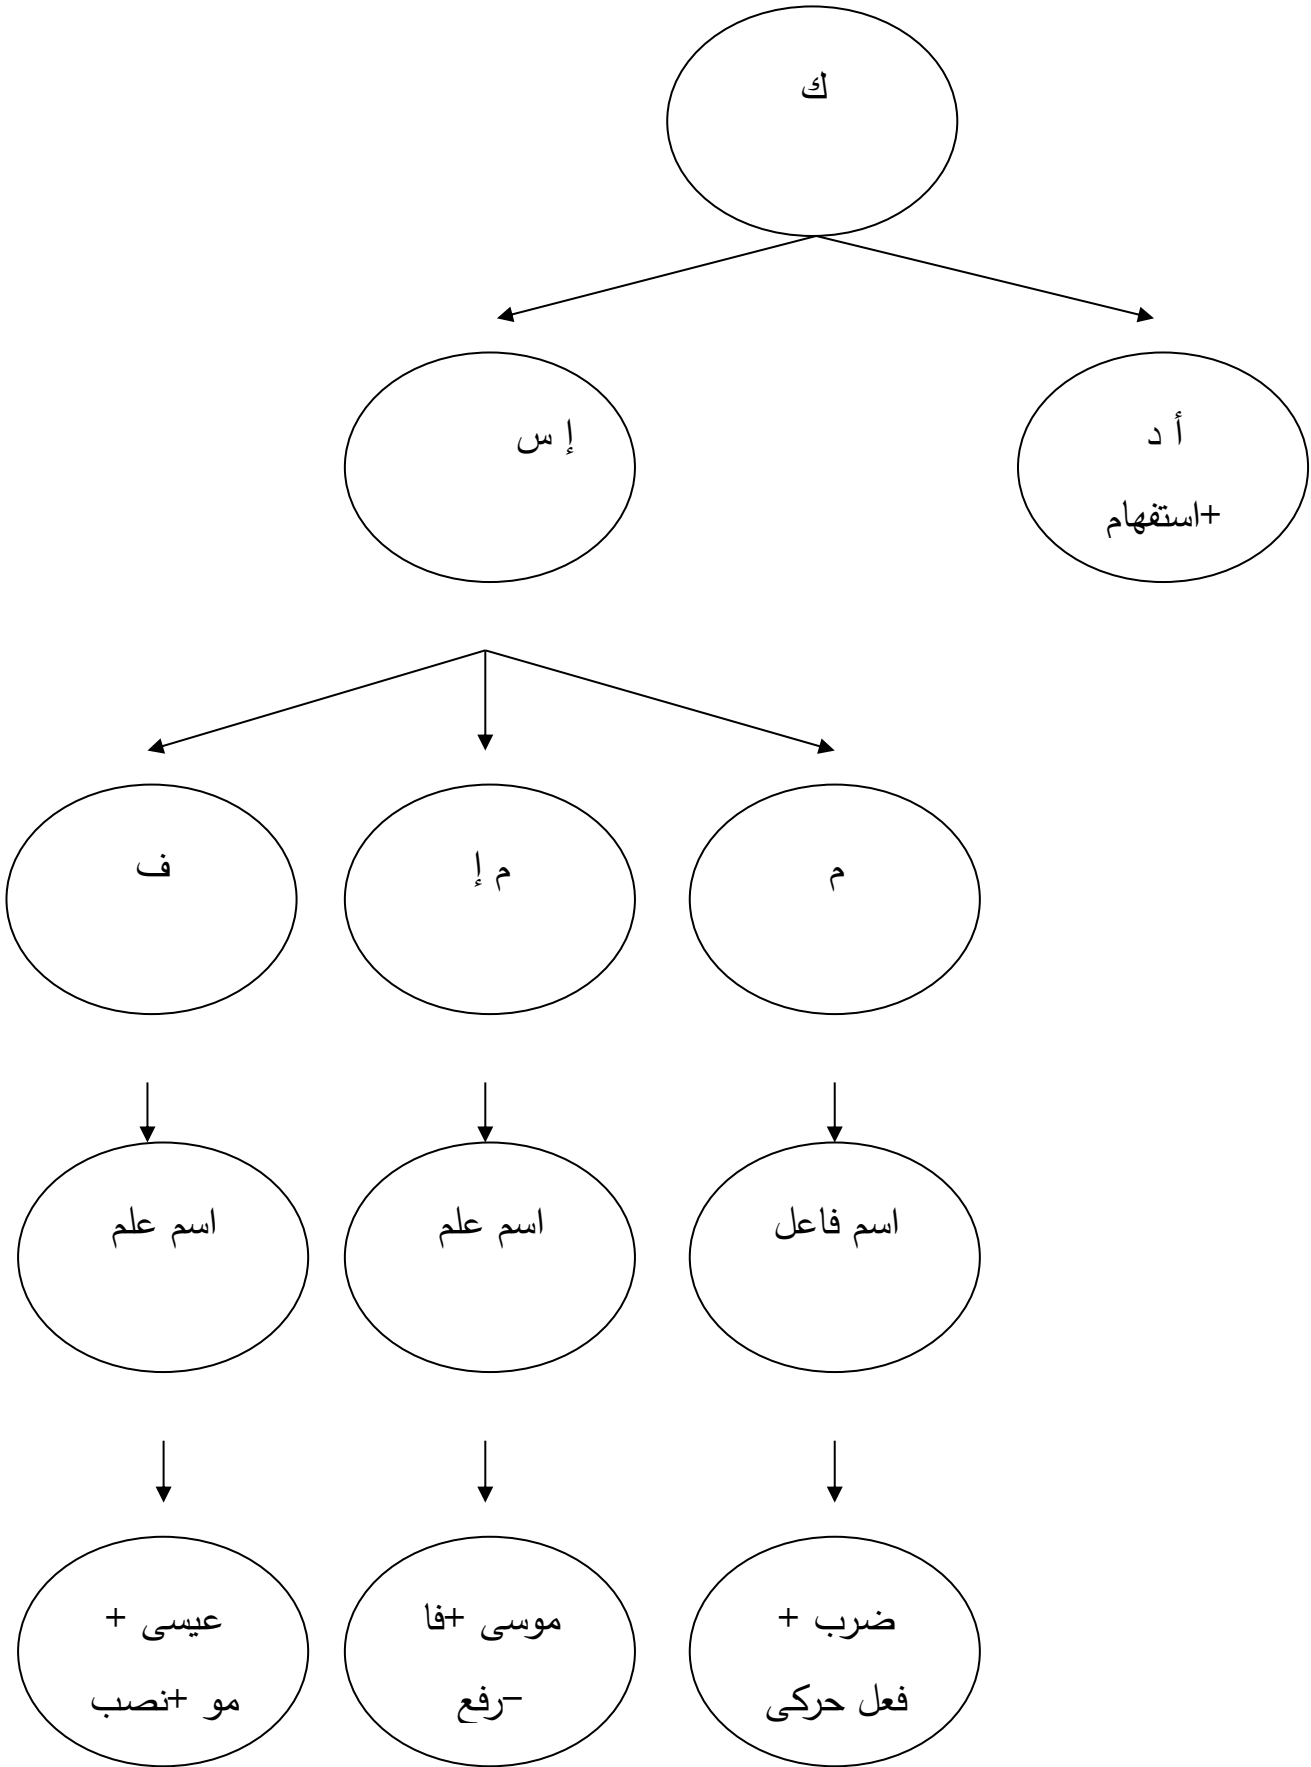 ك
أ د
+استفهام
إ س
م
م إ
ف
اسم فاعل
اسم علم
اسم علم
ضرب +
فعل حركى
موسى +فا
–رفع
عيسى +
مو +نصب